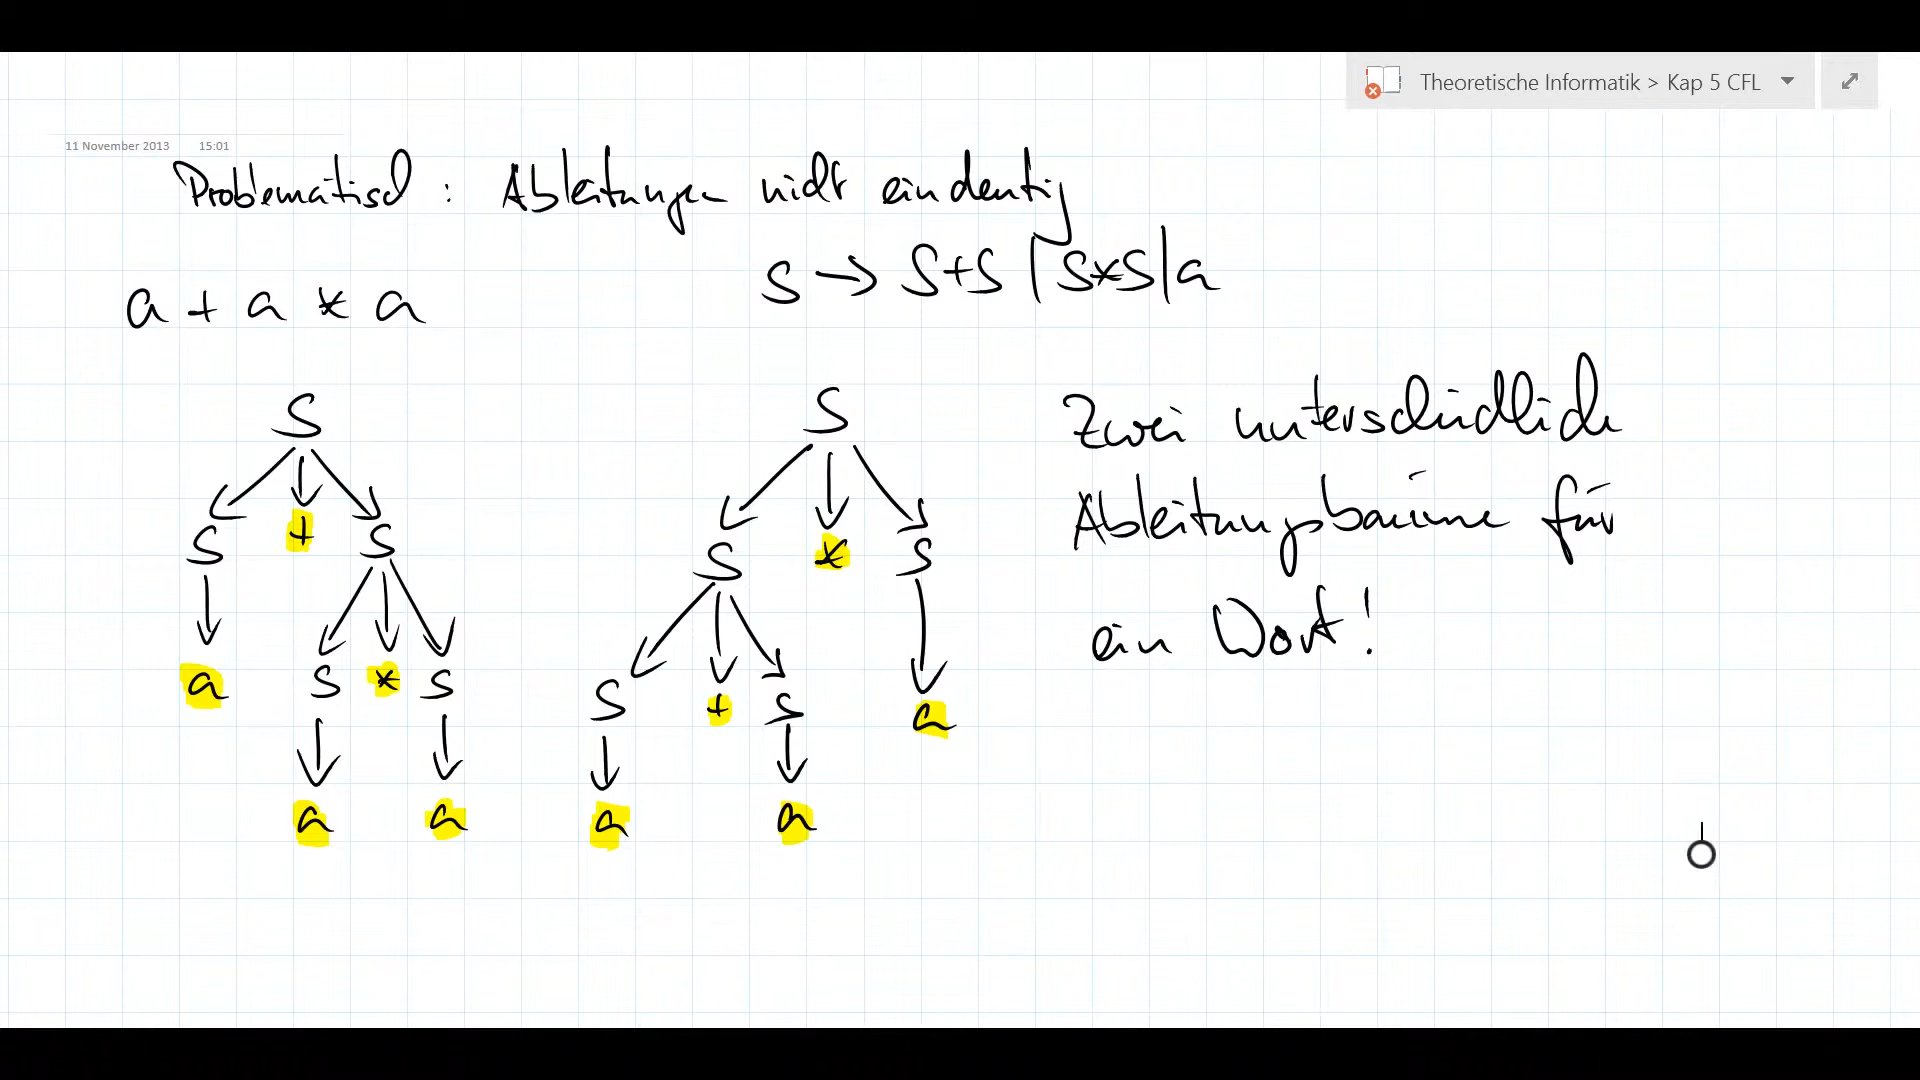 Theoretische Informatik > Kap 5 CFL
11 November 2013 15:01
Problematisch : Ableitungen nicht eindeutig
S → S+S | S*S | a
a + a * a
S S
S + S S * S
a S * S S + S a
a a a a
Zwei unterschiedliche
Ableitungsbäume für
ein Wort!